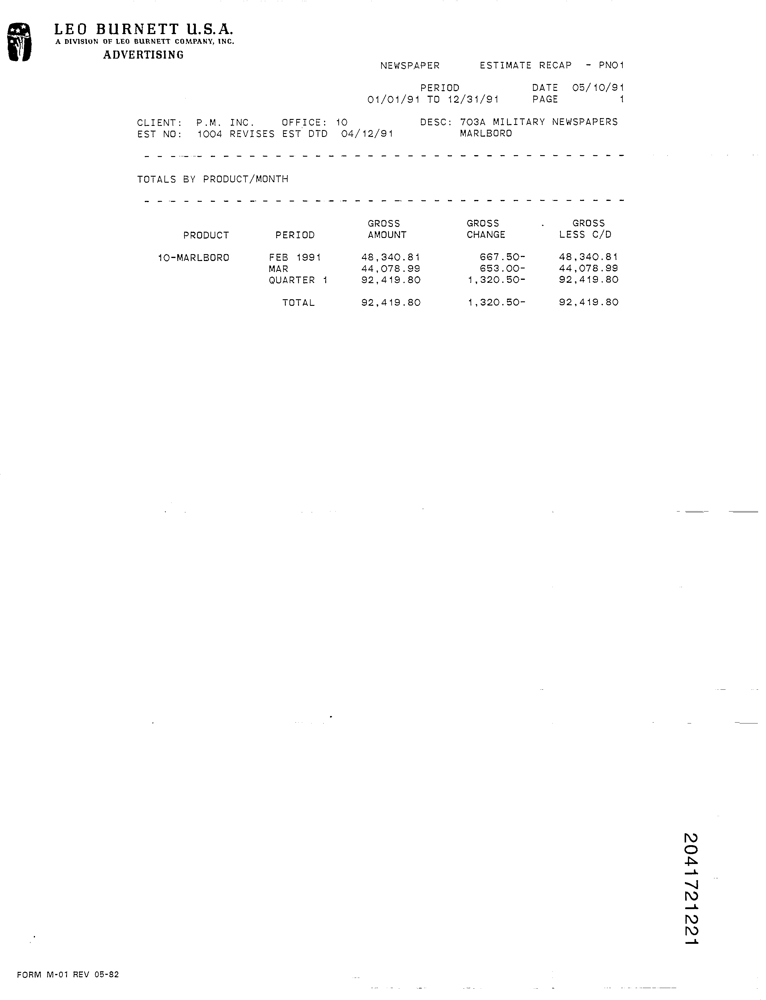 LEO BURNETT U.S.A.
A DIVISION OF LEO BURNETT COMPANY, INC.
ADVERTISING
NEWSPAPER ESTIMATE RECAP - PN01
PERIOD DATE 05/10/91
01/01/91 TO 12/31/91 PAGE 1
CLIENT: P.M. INC. OFFICE: 10 DESC: 703A MILITARY NEWSPAPERS
EST NO: 1004 REVISES EST DTD 04/12/91 MARLBORO
TOTALS BY PRODUCT/MONTH
GROSS GROSS GROSS
PRODUCT PERIOD AMOUNT CHANGE LESS C/D
10-MARLBORO FEB 1991 48,340.81 667.50- 48,340.81
MAR 44,078.99 653.00- 44,078.99
QUARTER 1 92,419.80 1,320.50- 92,419.80
TOTAL 92,419.80 1,320.50- 92,419.80
2041721221
FORM M-01 REV 05-82